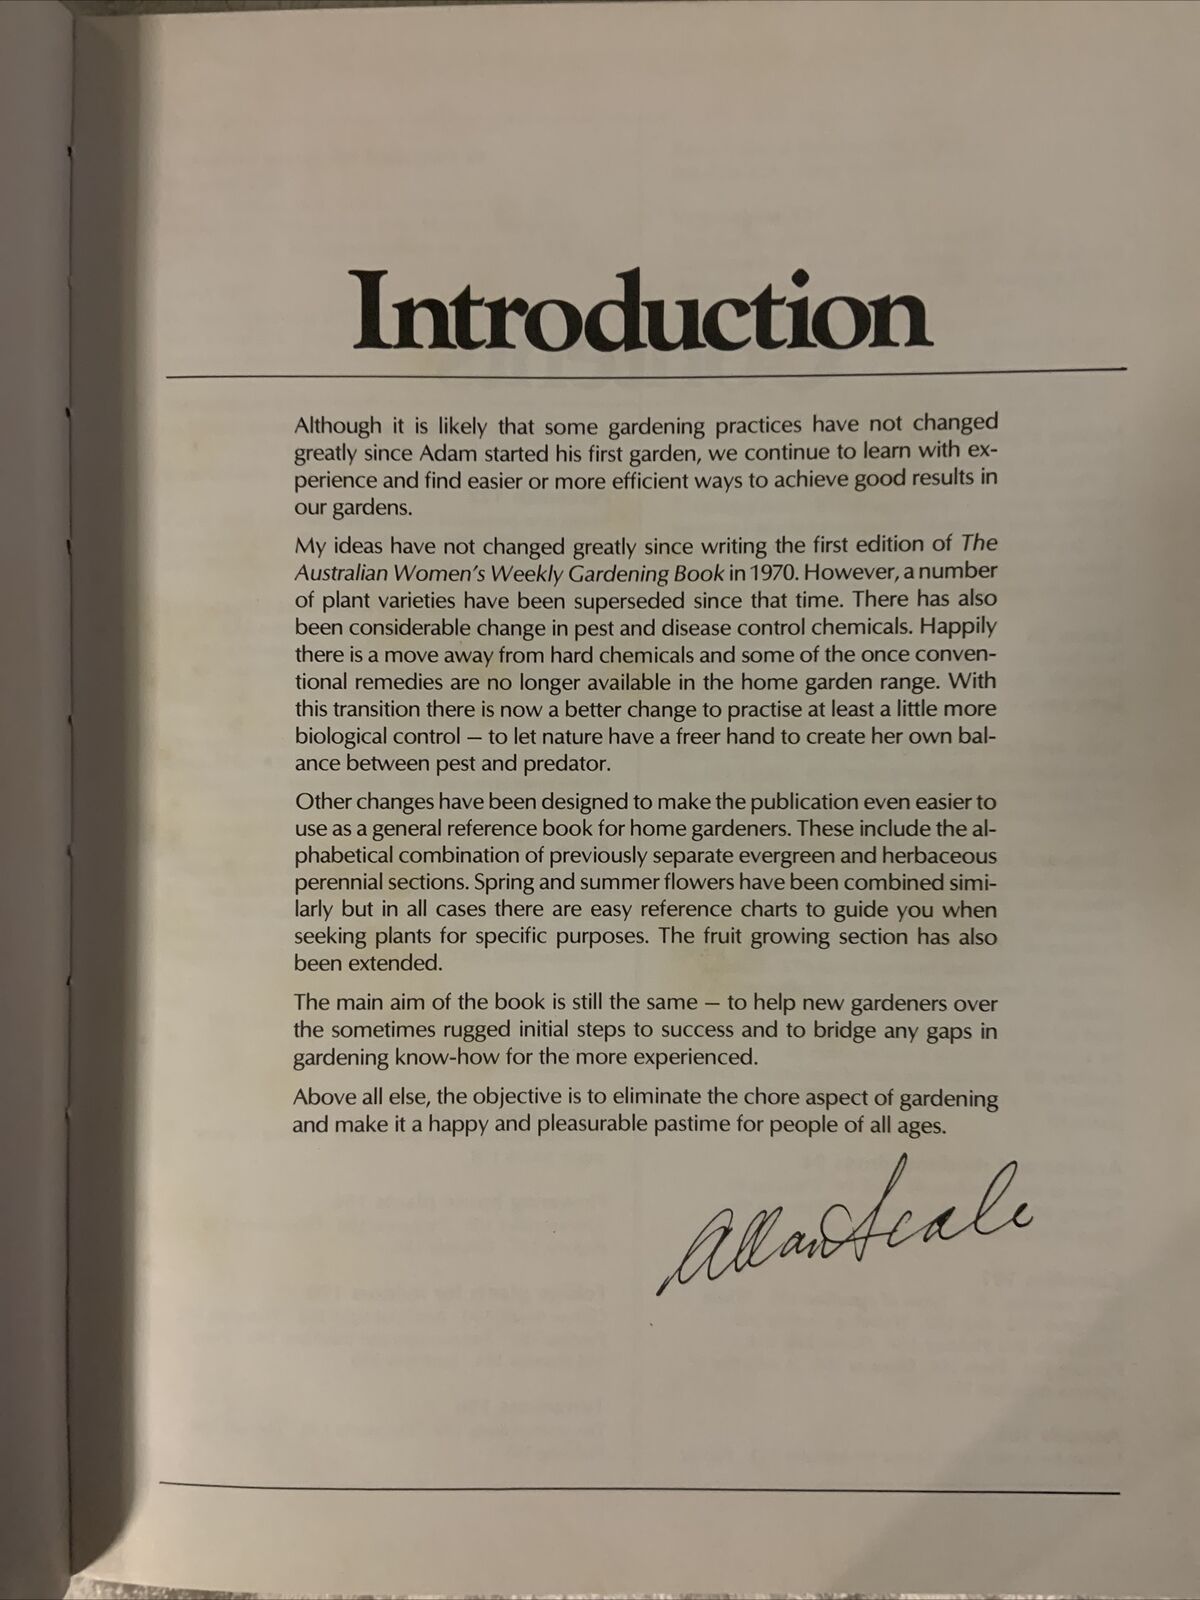 Introduction
Although it is likely that some gardening practices have not changed
greatly since Adam started his first garden, we continue to learn with ex-
perience and find easier or more efficient ways to achieve good results in
our gardens.
My ideas have not changed greatly since writing the first edition of The
Australian Women's Weekly Gardening Book in 1970. However, a number
of plant varieties have been superseded since that time. There has also
been considerable change in pest and disease control chemicals. Happily
there is a move away from hard chemicals and some of the once conven-
tional remedies are no longer available in the home garden range. With
this transition there is now a better change to practise at least a little more
biological control – to let nature have a freer hand to create her own bal-
ance between pest and predator.
Other changes have been designed to make the publication even easier to
use as a general reference book for home gardeners. These include the al-
phabetical combination of previously separate evergreen and herbaceous
perennial sections. Spring and summer flowers have been combined simi-
larly but in all cases there are easy reference charts to guide you when
seeking plants for specific purposes. The fruit growing section has also
been extended.
The main aim of the book is still the same – to help new gardeners over
the sometimes rugged initial steps to success and to bridge any gaps in
gardening know-how for the more experienced.
Above all else, the objective is to eliminate the chore aspect of gardening
and make it a happy and pleasurable pastime for people of all ages.
Allan Seale